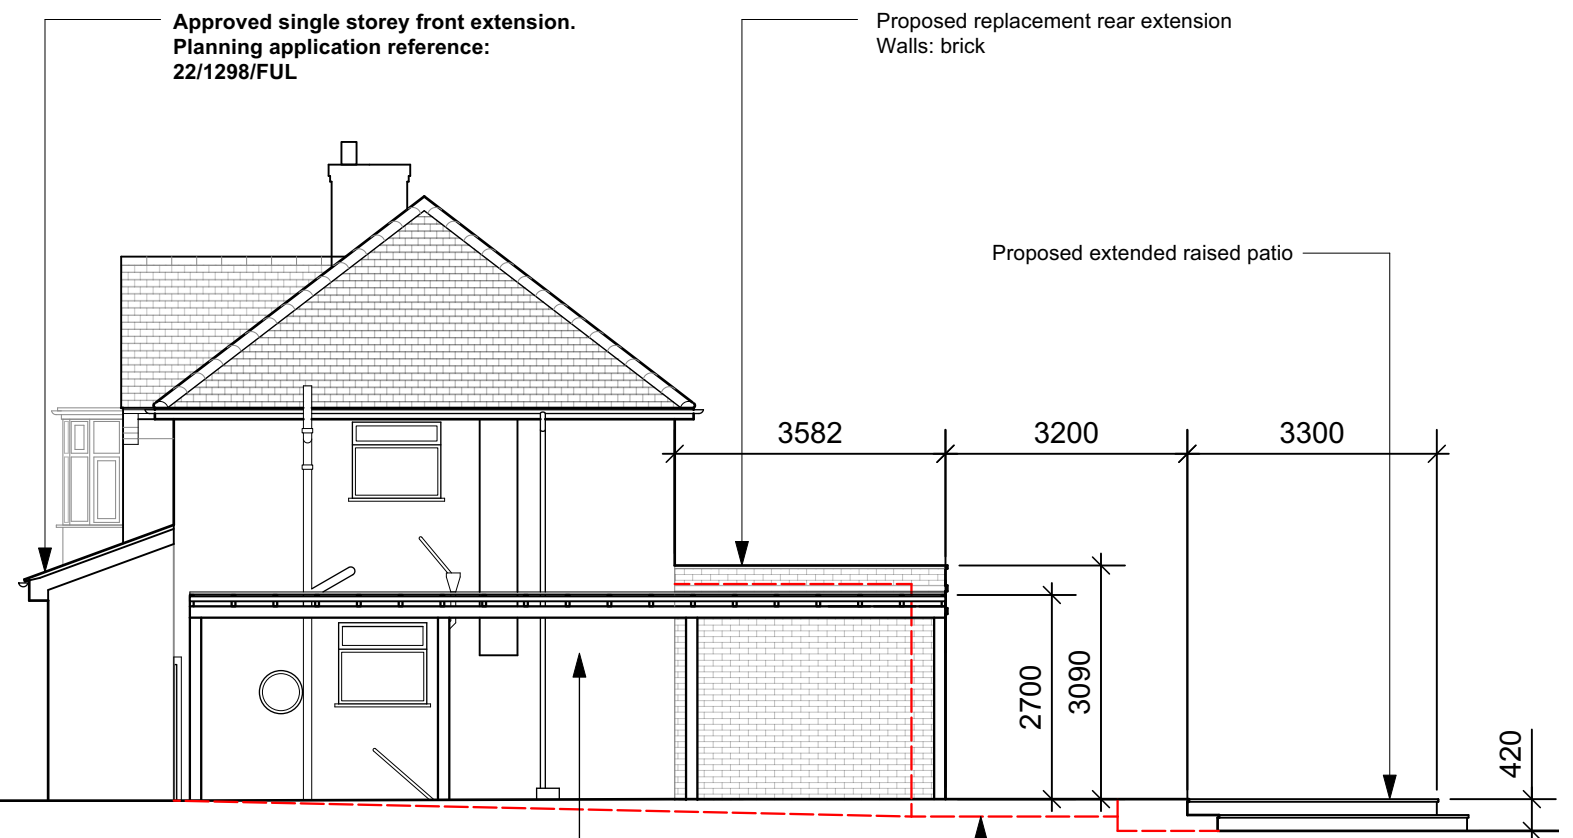 Approved single storey front extension.
Planning application reference:
22/1298/FUL
Proposed replacement rear extension
Walls: brick
Proposed extended raised patio
3582
3200
3300
2700
3090
420